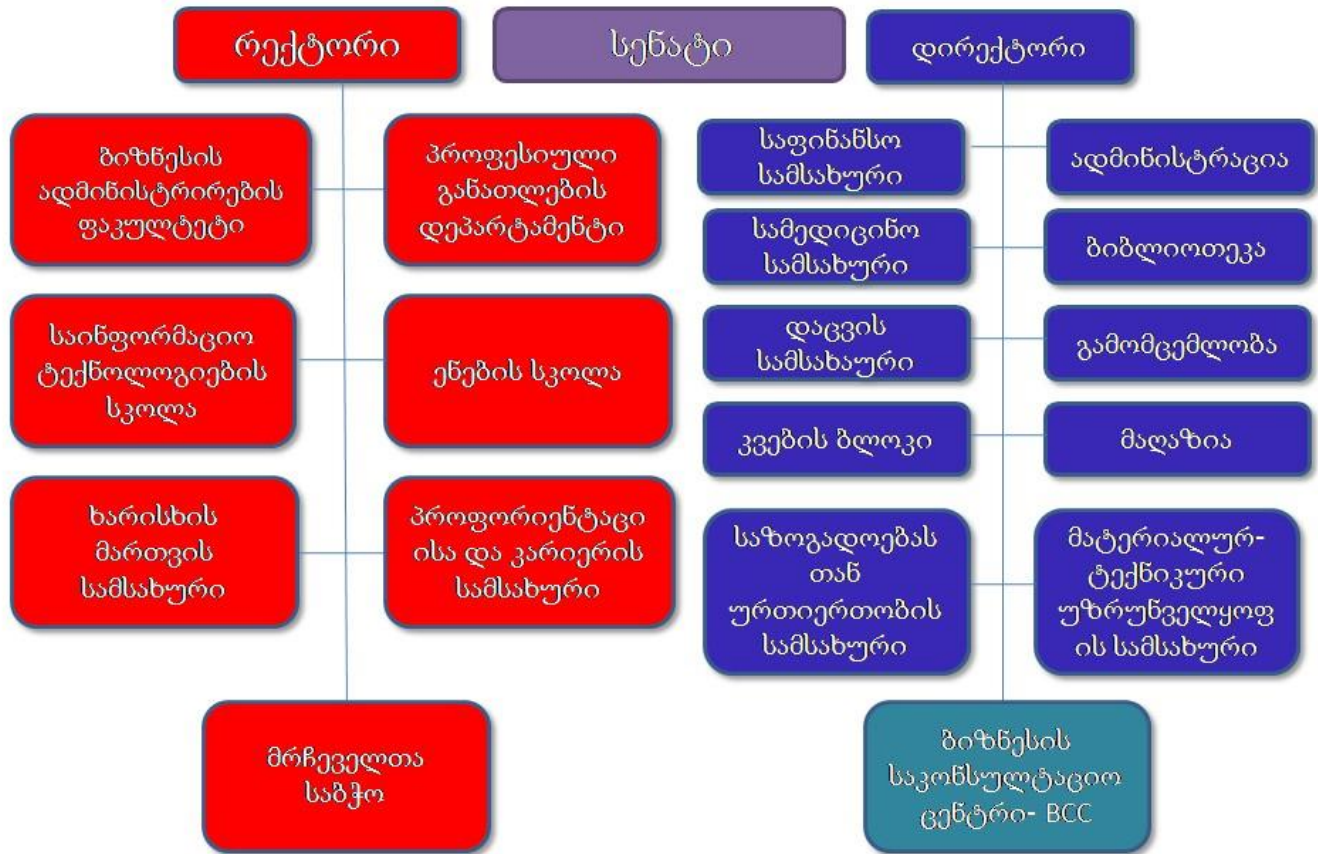 რექტორი
სენატი
დირექტორი
ბიზნესის
ადმინისტრირების
ფაკულტეტი
პროფესიული
განათლების
დეპარტამენტი
საინფორმაციო
ტექნოლოგიების
სკოლა
ენების სკოლა
ხარისხის
მართვის
სამსახური
პროფორიენტაცი
ისა და კარიერის
სამსახური
მრჩეველთა
საბჭო
საფინანსო
სამსახური
ადმინისტრაცია
სამედიცინო
სამსახური
ბიბლიოთეკა
დაცვის
სამსახაური
გამომცემლობა
კვების ბლოკი
მაღაზია
საზოგადოებას
თან
ურთიერთობის
სამსახური
მატერიალურ-
ტექნიკური
უზრუნველყოფ
ის სამსახური
ბიზნესის
საკონსულტაციო
ცენტრი- BCC